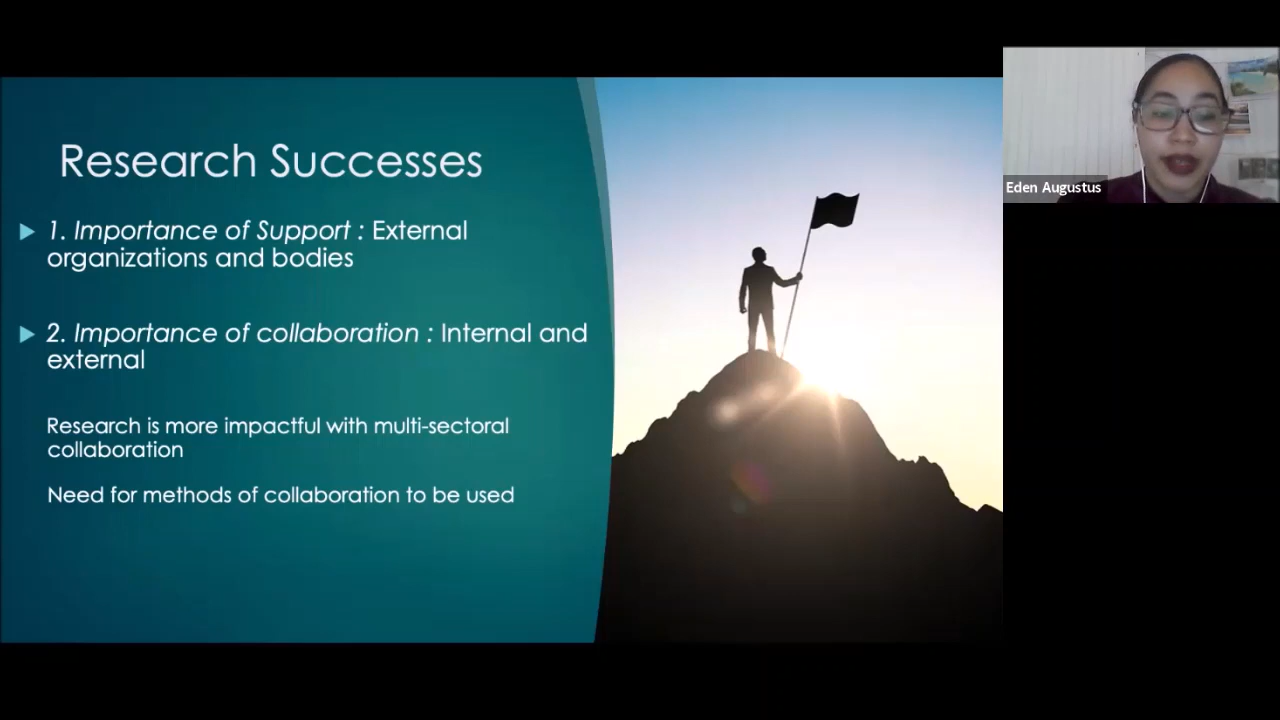 Research Successes
1. Importance of Support : External
organizations and bodies
2. Importance of collaboration : Internal and
external
Research is more impactful with multi-sectoral
collaboration
Need for methods of collaboration to be used
Eden Augustus